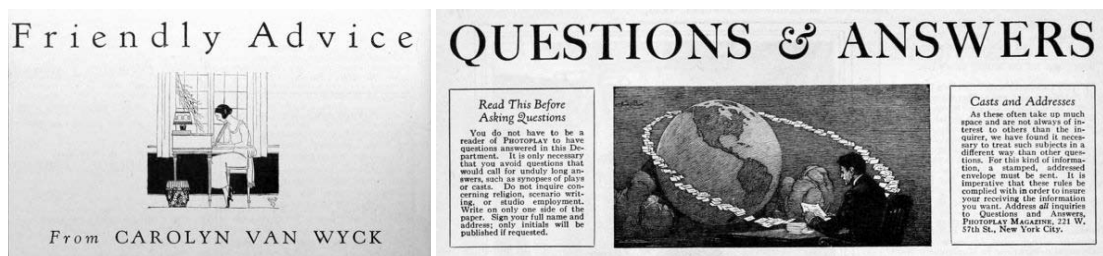 Friendly Advice
From CAROLYN VAN WYCK
QUESTIONS & ANSWERS
Read This Before
Asking Questions
You do not have to be a
reader of PHOTOPLAY to have
questions answered in this De-
partment. It is only necessary
that you avoid questions that
would call for unduly long an-
swers, such as synopses of plays
or casts. Do not inquire con-
cerning religion, scenario writ-
ing, or studio employment.
Write on only one side of the
paper. Sign your full name and
address; only initials will be
published if requested.
Casts and Addresses
As these often take up much
space and are not always of in-
terest to others than the in-
quirer, we have found it neces-
sary to treat such subjects in a
different way than other ques-
tions. For this kind of informa-
tion, a stamped, addressed
envelope must be sent. It is
imperative that these rules be
complied with in order to insure
your receiving the information
you want. Address all inquiries
to Questions and Answers,
PHOTOPLAY MAGAZINE, 221 W.
57th St., New York City.